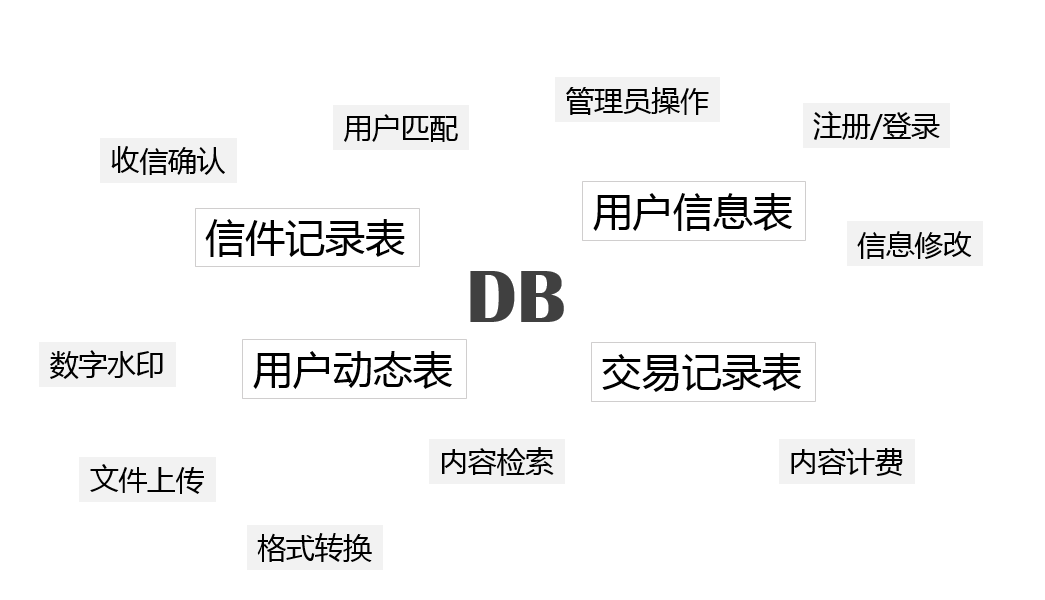 管理员操作
用户匹配
注册/登录
收信确认
用户信息表
信件记录表
信息修改
DB
数字水印
用户动态表
交易记录表
内容检索
内容计费
文件上传
格式转换